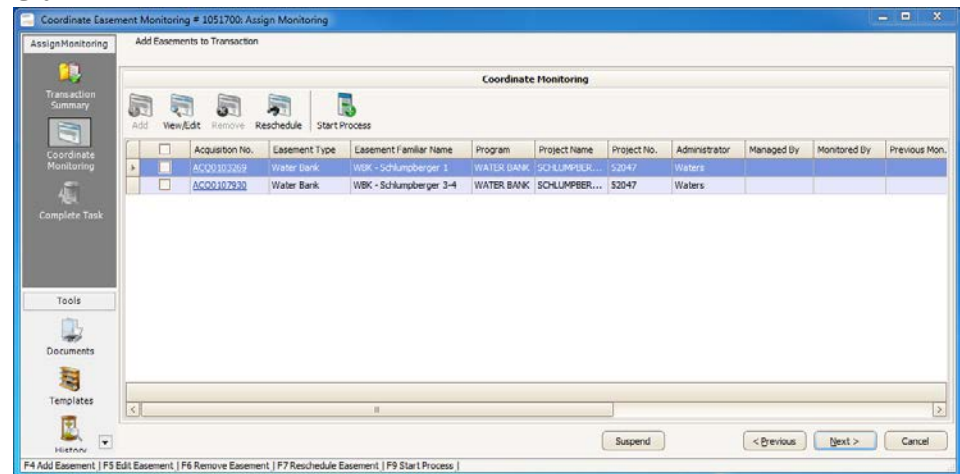 Coordinate Easement Monitoring # 1051700: Assign Monitoring
AssignMonitoring
Add Easements to Transaction
Transaction
Summary
Coordinate
Monitoring
Complete Task
Coordinate Monitoring
Add View/Edit Remove Reschedule Start Process
Acquisition No. Easement Type Easement Familiar Name Program Project Name Project No. Administrator Managed By Monitored By Previous Mon.
ACQ0103269 Water Bank WBK - Schlumpberger 1 WATER BANK SCHLUMPBER... S2047 Waters
ACQ0107930 Water Bank WBK - Schlumpberger 3-4 WATER BANK SCHLUMPBER... S2047 Waters
Tools
Documents
Templates
History
Suspend < Previous Next > Cancel
F4 Add Easement | F5 Edit Easement | F6 Remove Easement | F7 Reschedule Easement | F9 Start Process |